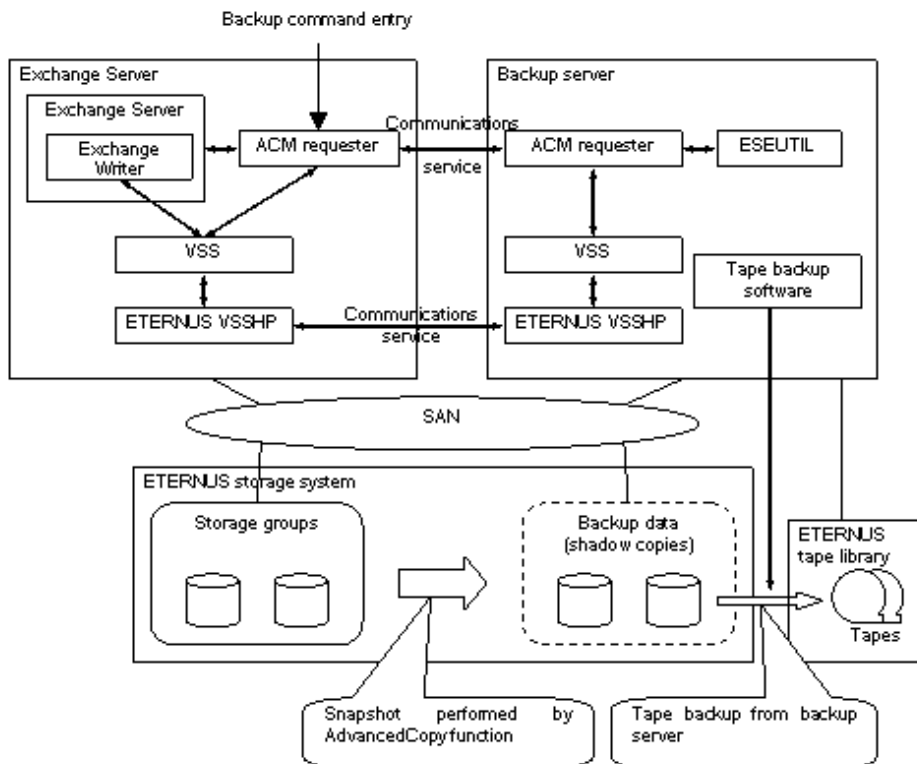 Backup command entry
Exchange Server
Backup server
Exchange Server
Exchange
Writer
ACM requester
Communications
service
ACM requester
ESEUTIL
VSS
VSS
Tape backup
software
ETERNUS VSSHP
Communications
service
ETERNUS VSSHP
SAN
ETERNUS storage system
Storage groups
Backup data
(shadow copies)
ETERNUS
tape library
Tapes
Snapshot performed by
AdvancedCopyfunction
Tape backup from backup
server